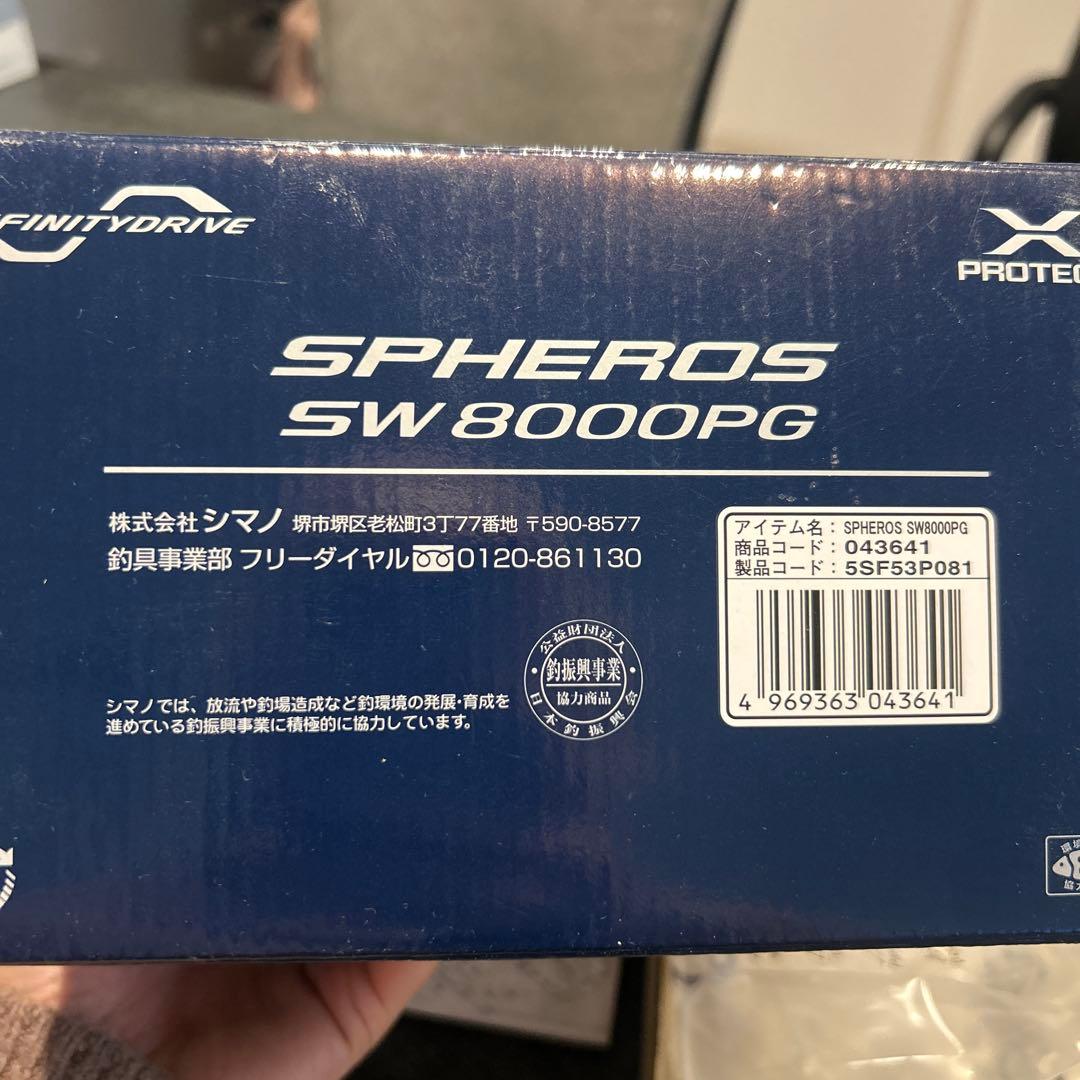 FINITYDRIVE
X
PROTEC
SPHEROS
SW 8000PG
株式会社 シマノ 堺市堺区老松町3丁77番地 〒590-8577
釣具事業部 フリーダイヤル 0120-861130
アイテム名： SPHEROS SW8000PG
商品コード： 043641
製品コード： 5SF53P081
4 969363 043641
公益財団法人
釣振興事業
協力商品
日本釣振興会
シマノでは、放流や釣場造成など釣環境の発展・育成を
進めている釣振興事業に積極的に協力しています。
環境
協力